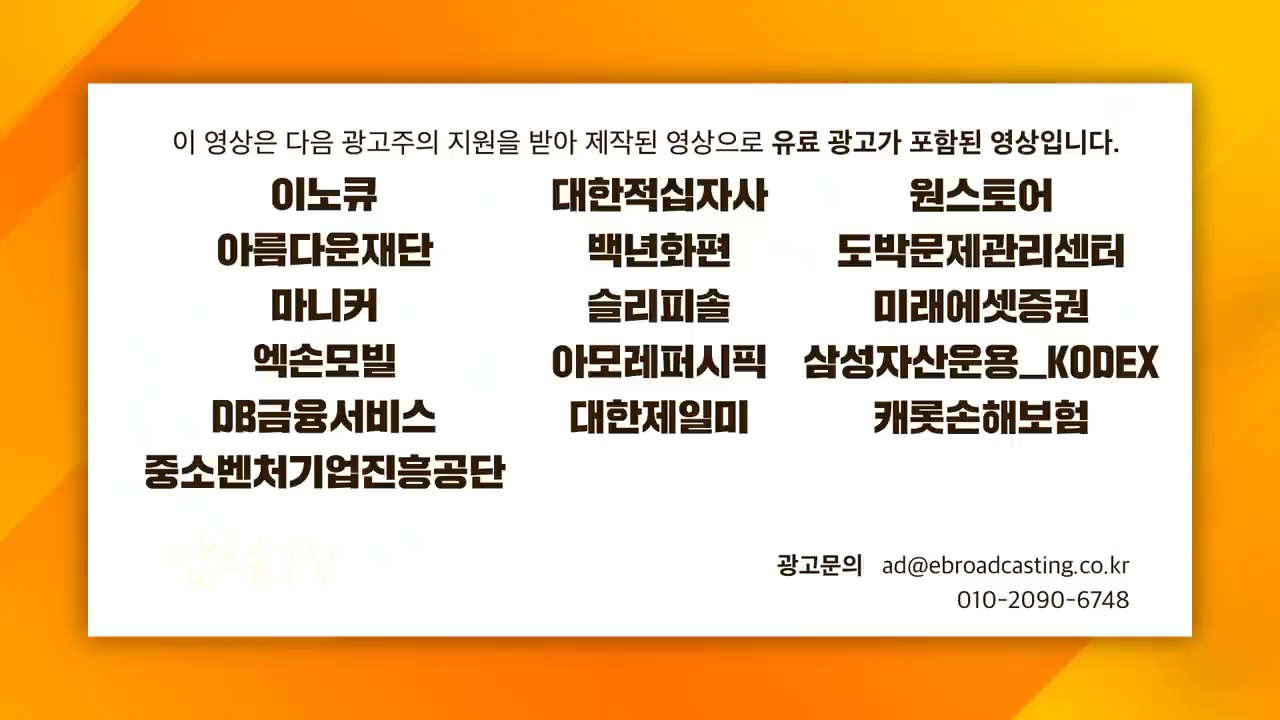 이 영상은 다음 광고주의 지원을 받아 제작된 영상으로 유료 광고가 포함된 영상입니다.
이노큐 대한적십자사 원스토어
아름다운재단 백년화편 도박문제관리센터
마니커 슬리피솔 미래에셋증권
엑손모빌 아모레퍼시픽 삼성자산운용_KODEX
DB금융서비스 대한제일미 캐롯손해보험
중소벤처기업진흥공단
광고문의 ad@ebroadcasting.co.kr
010-2090-6748